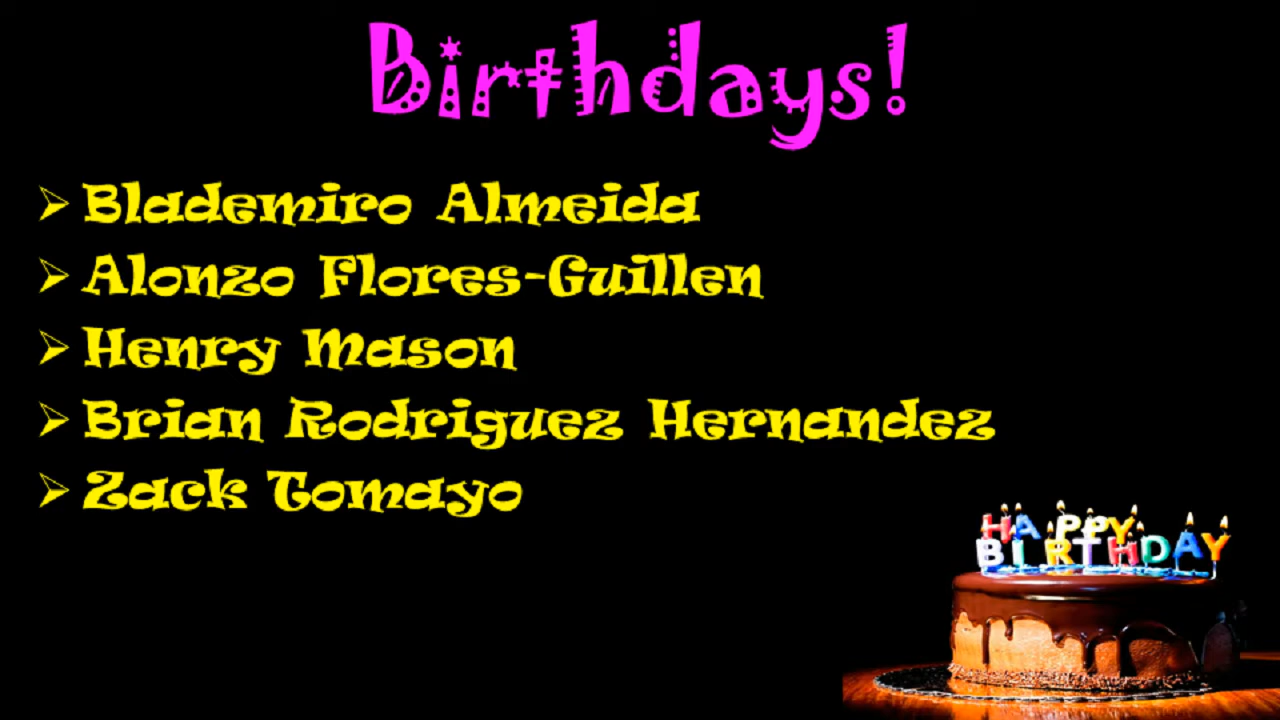 Birthdays!
Blademiro Almeida
Alonzo Flores-Guillen
Henry Mason
Brian Rodriguez Hernandez
Zack Tomayo
HAPPY
BIRTHDAY